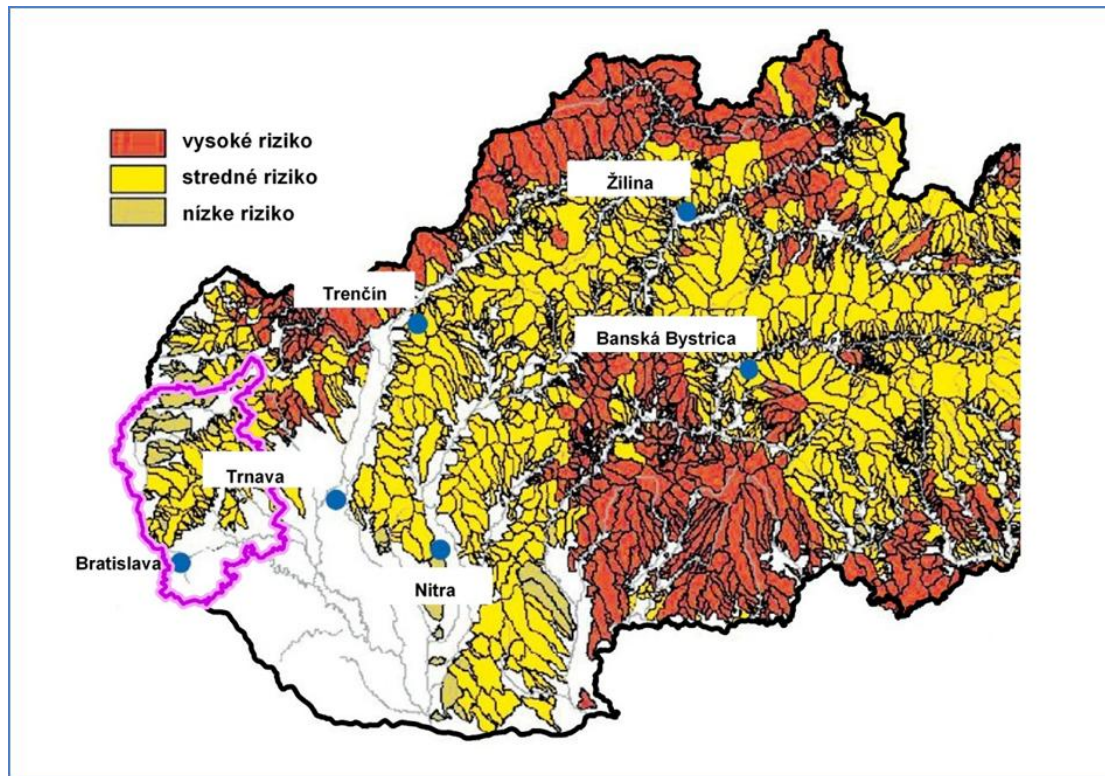 vysoké riziko
stredné riziko
nízke riziko
Žilina
Trenčín
Banská Bystrica
Trnava
Bratislava
Nitra